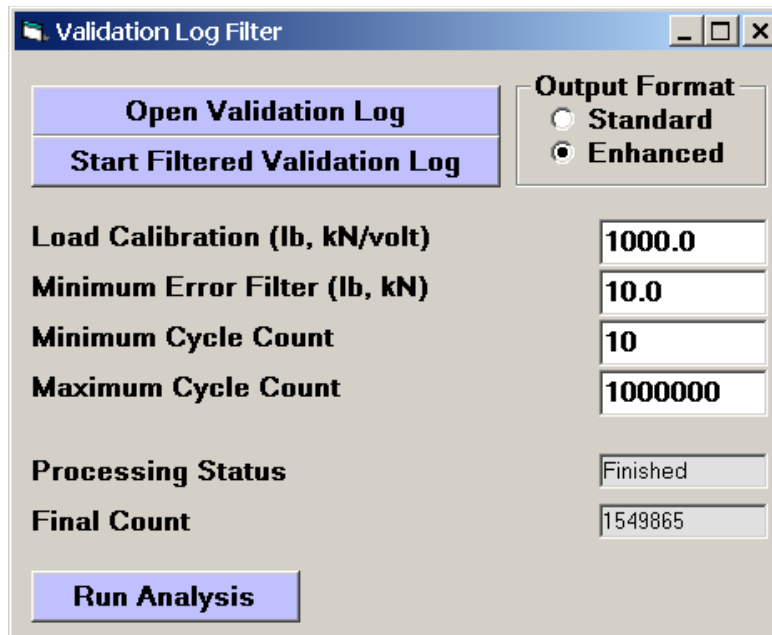 Validation Log Filter
Open Validation Log
Start Filtered Validation Log
Output Format
Standard
Enhanced
Load Calibration (lb, kN/volt) 1000.0
Minimum Error Filter (lb, kN) 10.0
Minimum Cycle Count 10
Maximum Cycle Count 1000000
Processing Status Finished
Final Count 1549865
Run Analysis